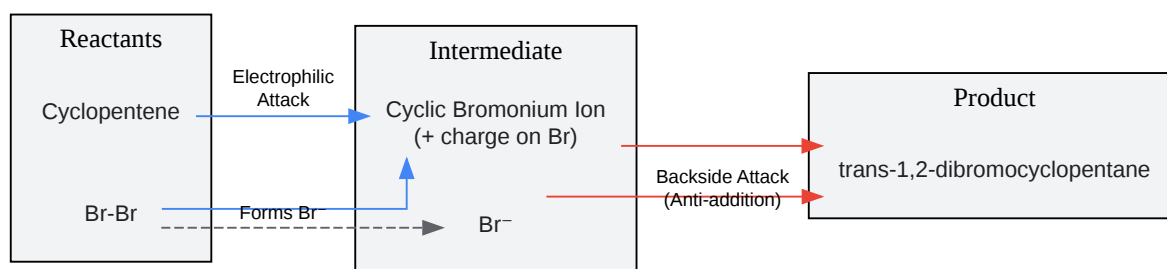 Reactants
Cyclopentene
Br-Br
Electrophilic
Attack
Forms Br⁻
Intermediate
Cyclic Bromonium Ion
(+ charge on Br)
Br⁻
Backside Attack
(Anti-addition)
Product
trans-1,2-dibromocyclopentane